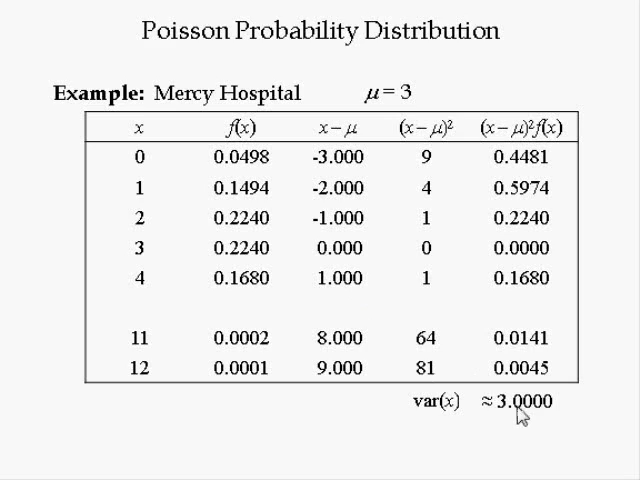 Poisson Probability Distribution
Example: Mercy Hospital μ = 3
x f(x) x – μ (x – μ)² (x – μ)²f(x)
0 0.0498 -3.000 9 0.4481
1 0.1494 -2.000 4 0.5974
2 0.2240 -1.000 1 0.2240
3 0.2240 0.000 0 0.0000
4 0.1680 1.000 1 0.1680
11 0.0002 8.000 64 0.0141
12 0.0001 9.000 81 0.0045
var(x) ≈ 3.0000